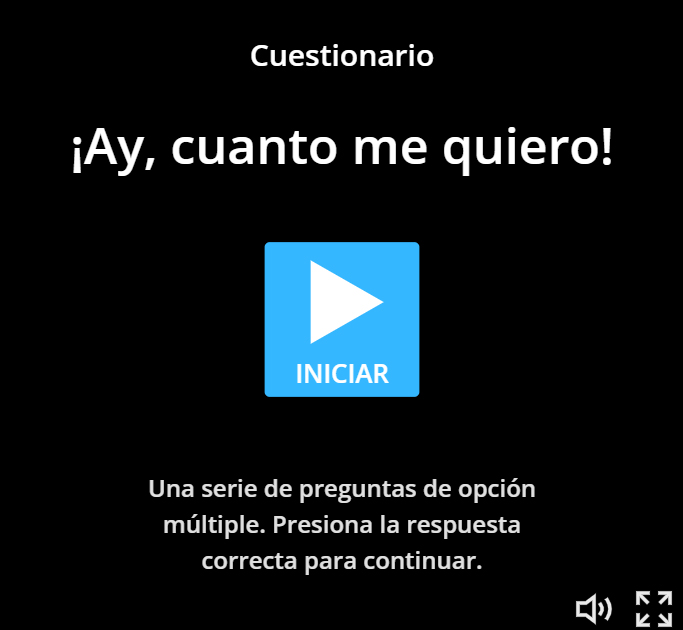 Cuestionario
¡Ay, cuanto me quiero!
INICIAR
Una serie de preguntas de opción
múltiple. Presiona la respuesta
correcta para continuar.